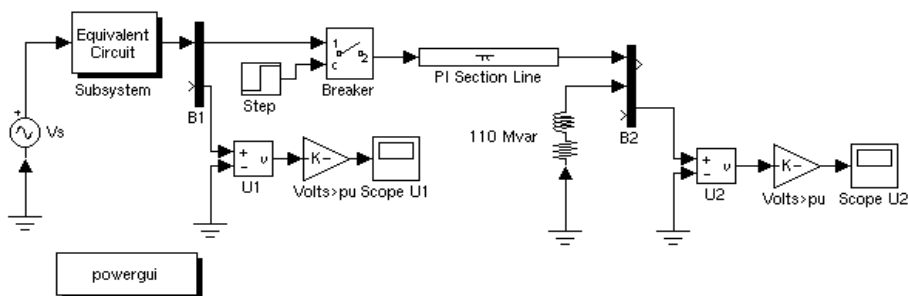 Equivalent
Circuit
Subsystem
+
Vs
B1
1
c
2
Breaker
Step
PI Section Line
110 Mvar
B2
+
-
v
U1
K-
Volts>pu
Scope U1
+
-
v
U2
K-
Volts>pu
Scope U2
powergui